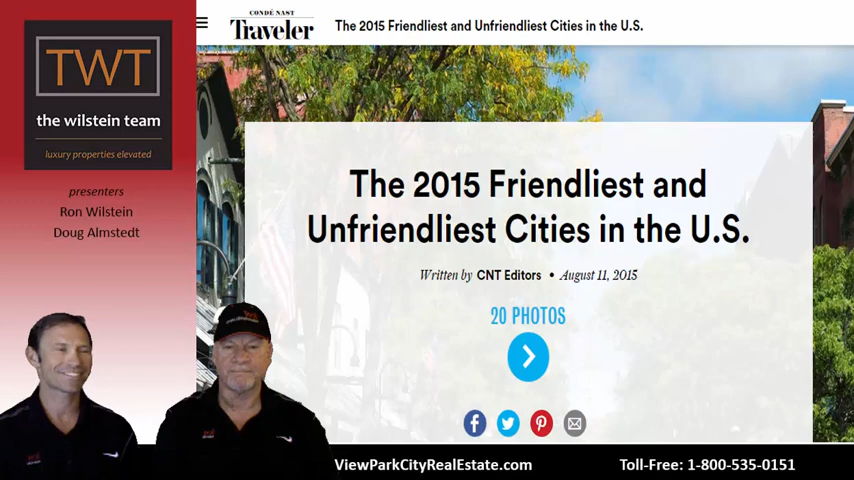 TWT
the wilstein team
luxury properties elevated
presenters
Ron Wilstein
Doug Almstedt
CONDÉ NAST
Traveler
The 2015 Friendliest and Unfriendliest Cities in the U.S.
The 2015 Friendliest and
Unfriendliest Cities in the U.S.
Written by CNT Editors • August 11, 2015
20 PHOTOS
TWT
ViewParkCityRealEstate.com
Toll-Free: 1-800-535-0151